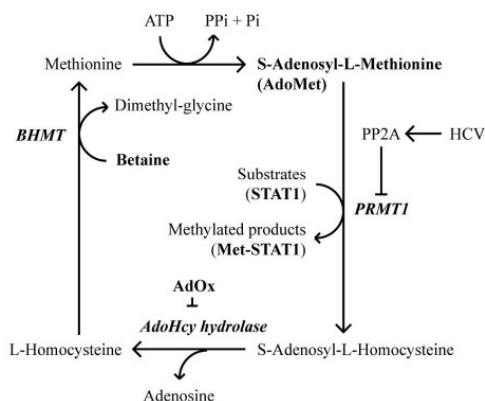 ATP
PPi + Pi
Methionine
S-Adenosyl-L-Methionine
(AdoMet)
Dimethyl-glycine
BHMT
Betaine
PP2A
HCV
Substrates
(STAT1)
PRMT1
Methylated products
(Met-STAT1)
AdOx
AdoHcy hydrolase
L-Homocysteine
S-Adenosyl-L-Homocysteine
Adenosine